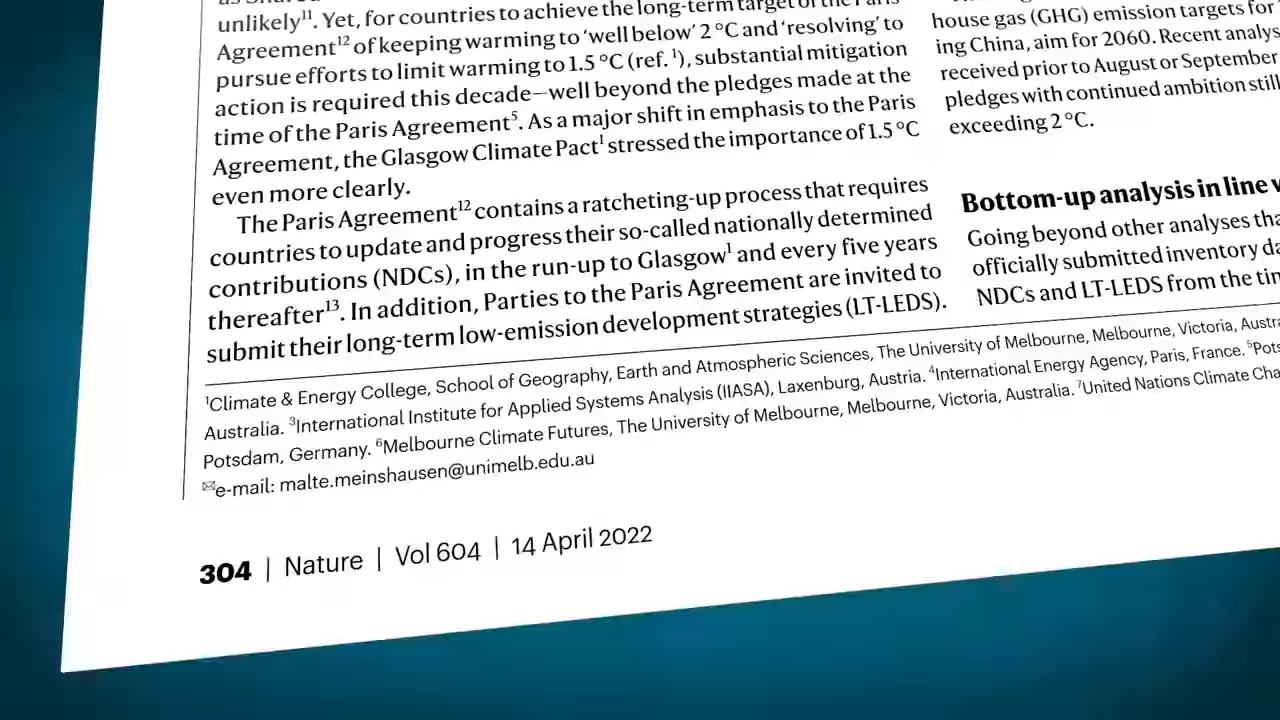 unlikely¹¹. Yet, for countries to achieve the long-term target of the Paris
Agreement¹² of keeping warming to 'well below' 2 °C and 'resolving' to
pursue efforts to limit warming to 1.5 °C (ref. ¹), substantial mitigation
action is required this decade—well beyond the pledges made at the
time of the Paris Agreement⁵. As a major shift in emphasis to the Paris
Agreement, the Glasgow Climate Pact¹ stressed the importance of 1.5 °C
even more clearly.
The Paris Agreement¹² contains a ratcheting-up process that requires
countries to update and progress their so-called nationally determined
contributions (NDCs), in the run-up to Glasgow¹ and every five years
thereafter¹³. In addition, Parties to the Paris Agreement are invited to
submit their long-term low-emission development strategies (LT-LEDS).
house gas (GHG) emission targets for
ing China, aim for 2060. Recent analys
received prior to August or September
pledges with continued ambition still
exceeding 2 °C.
Bottom-up analysis in line
Going beyond other analyses tha
officially submitted inventory da
NDCs and LT-LEDS from the tim
¹Climate & Energy College, School of Geography, Earth and Atmospheric Sciences, The University of Melbourne, Melbourne, Victoria, Austra
Australia. ³International Institute for Applied Systems Analysis (IIASA), Laxenburg, Austria. ⁴International Energy Agency, Paris, France. ⁵Pots
Potsdam, Germany. ⁶Melbourne Climate Futures, The University of Melbourne, Melbourne, Victoria, Australia. ⁷United Nations Climate Cha
✉e-mail: malte.meinshausen@unimelb.edu.au
304 | Nature | Vol 604 | 14 April 2022